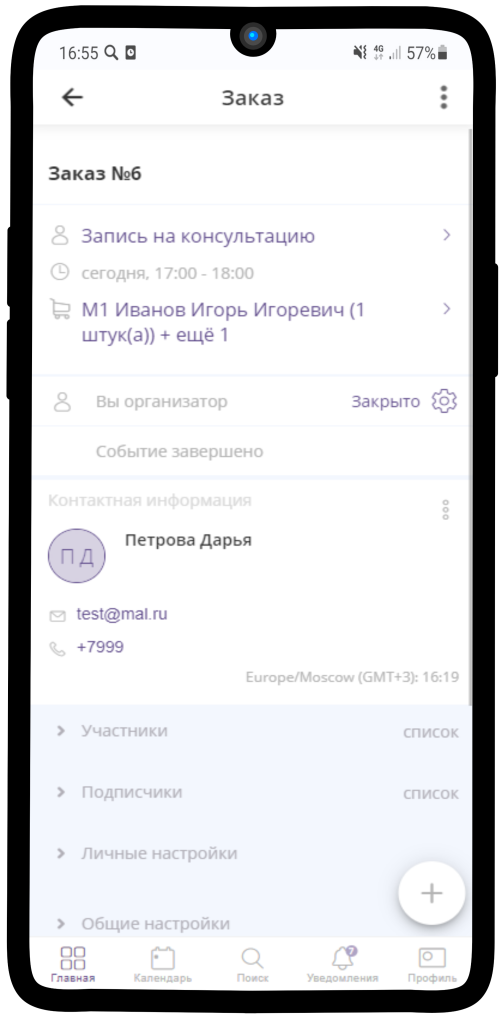 16:55 4G 57%
Заказ
Заказ №6
Запись на консультацию
сегодня, 17:00 - 18:00
М1 Иванов Игорь Игоревич (1
штук(а)) + ещё 1
Вы организатор Закрыто
Событие завершено
Контактная информация
П Д Петрова Дарья
test@mal.ru
+7999
Europe/Moscow (GMT+3): 16:19
Участники список
Подписчики список
Личные настройки
+
Общие настройки
7
Главная Календарь Поиск Уведомления Профиль